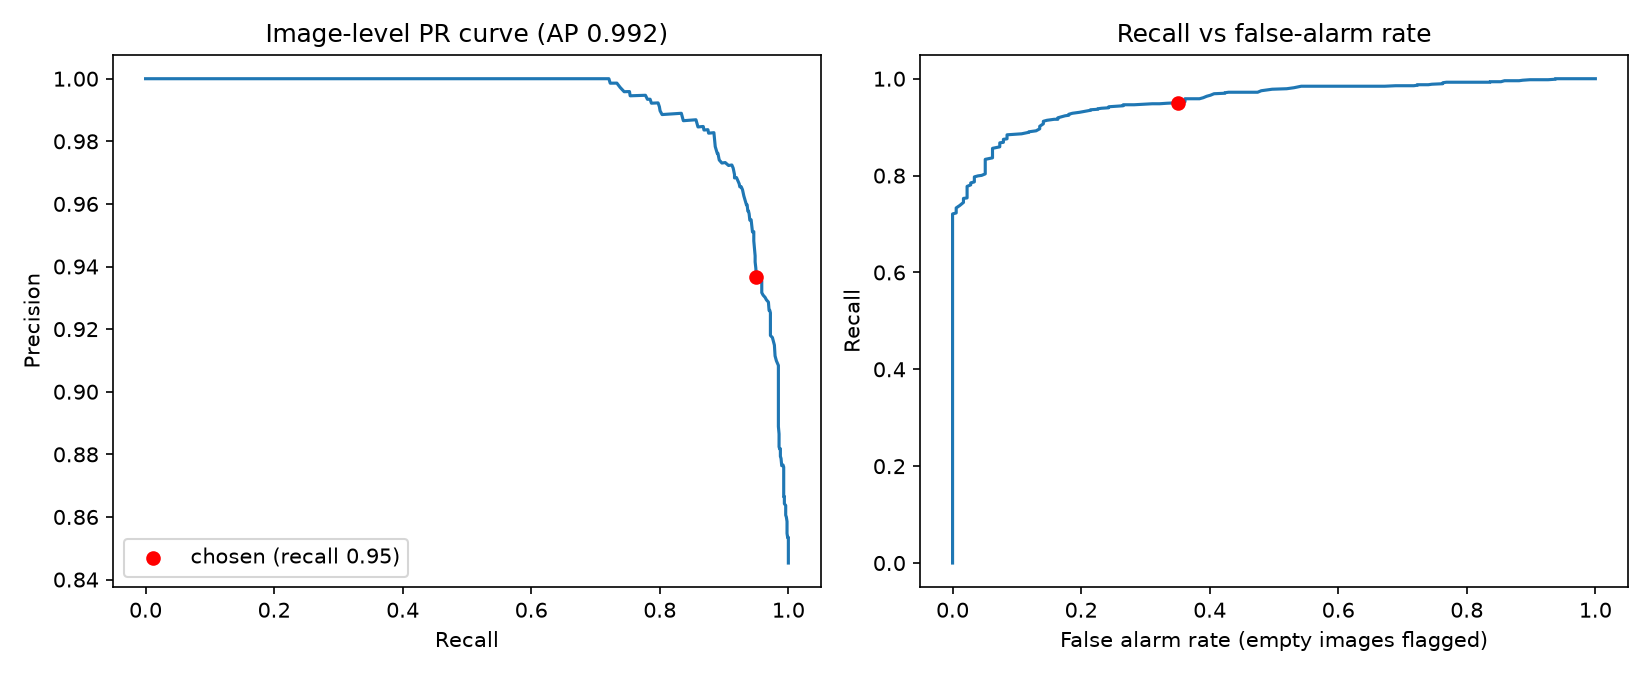 Image-level PR curve (AP 0.992)
1.00
0.98
0.96
0.94
0.92
0.90
0.88
0.86
0.84
Precision
chosen (recall 0.95)
0.0 0.2 0.4 0.6 0.8 1.0
Recall
Recall vs false-alarm rate
1.0
0.8
0.6
0.4
0.2
0.0
Recall
0.0 0.2 0.4 0.6 0.8 1.0
False alarm rate (empty images flagged)